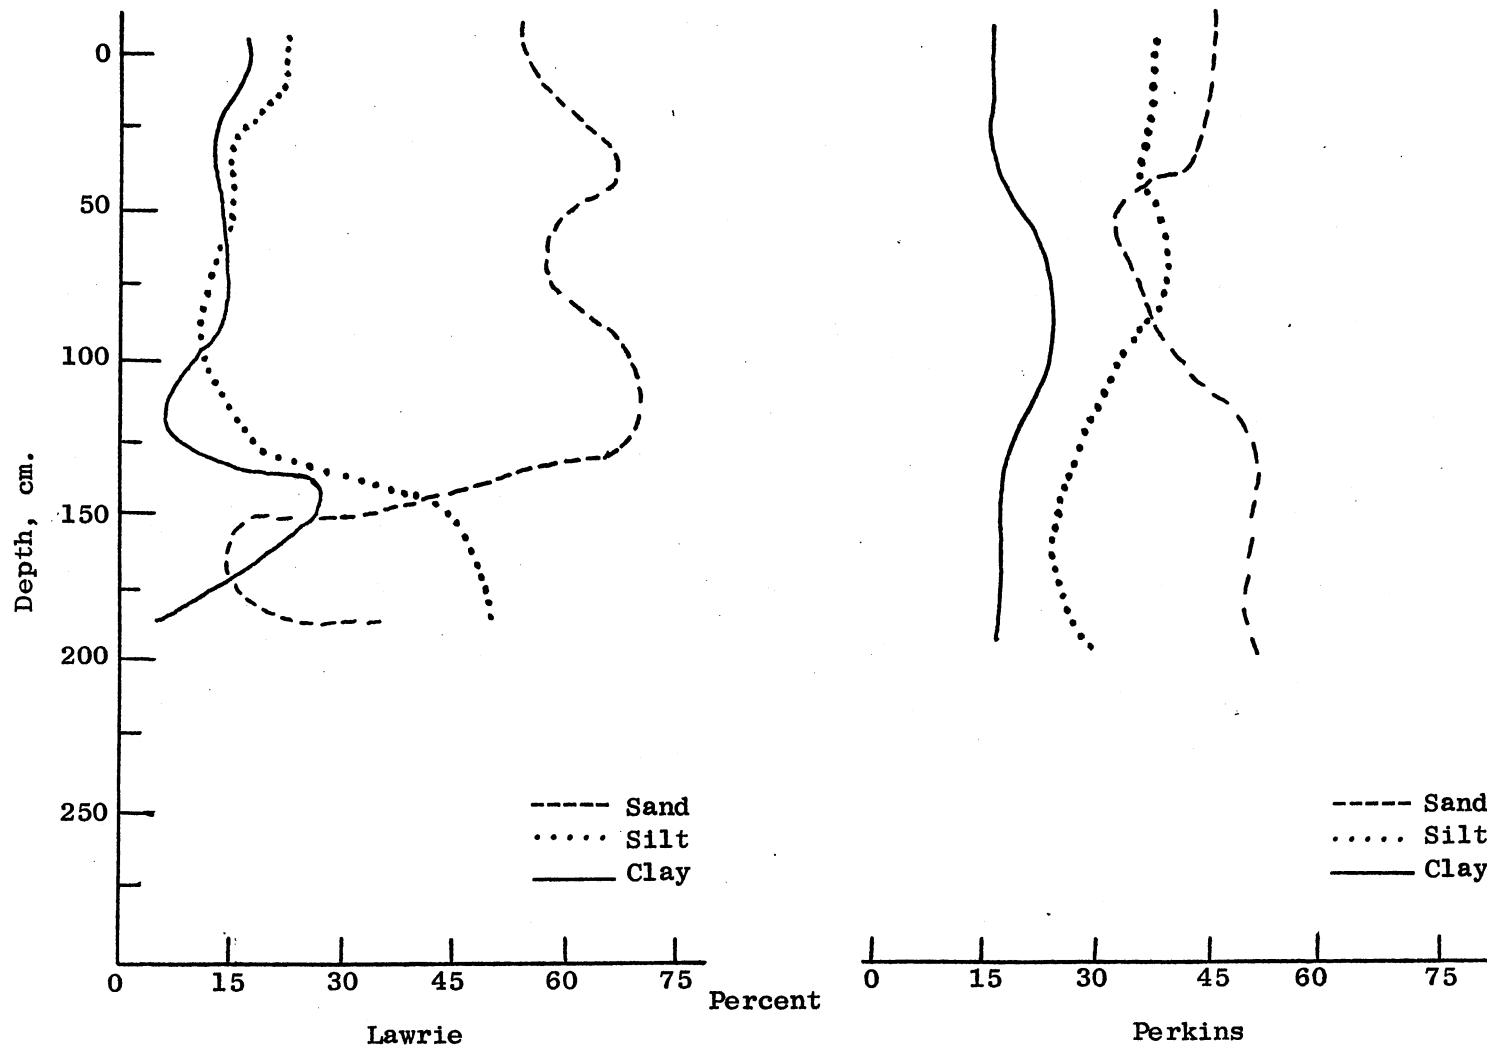 0
50
100
150
200
250
Depth, cm.
Sand
Silt
Clay
0 15 30 45 60 75
Lawrie
Percent
Sand
Silt
Clay
0 15 30 45 60 75
Perkins